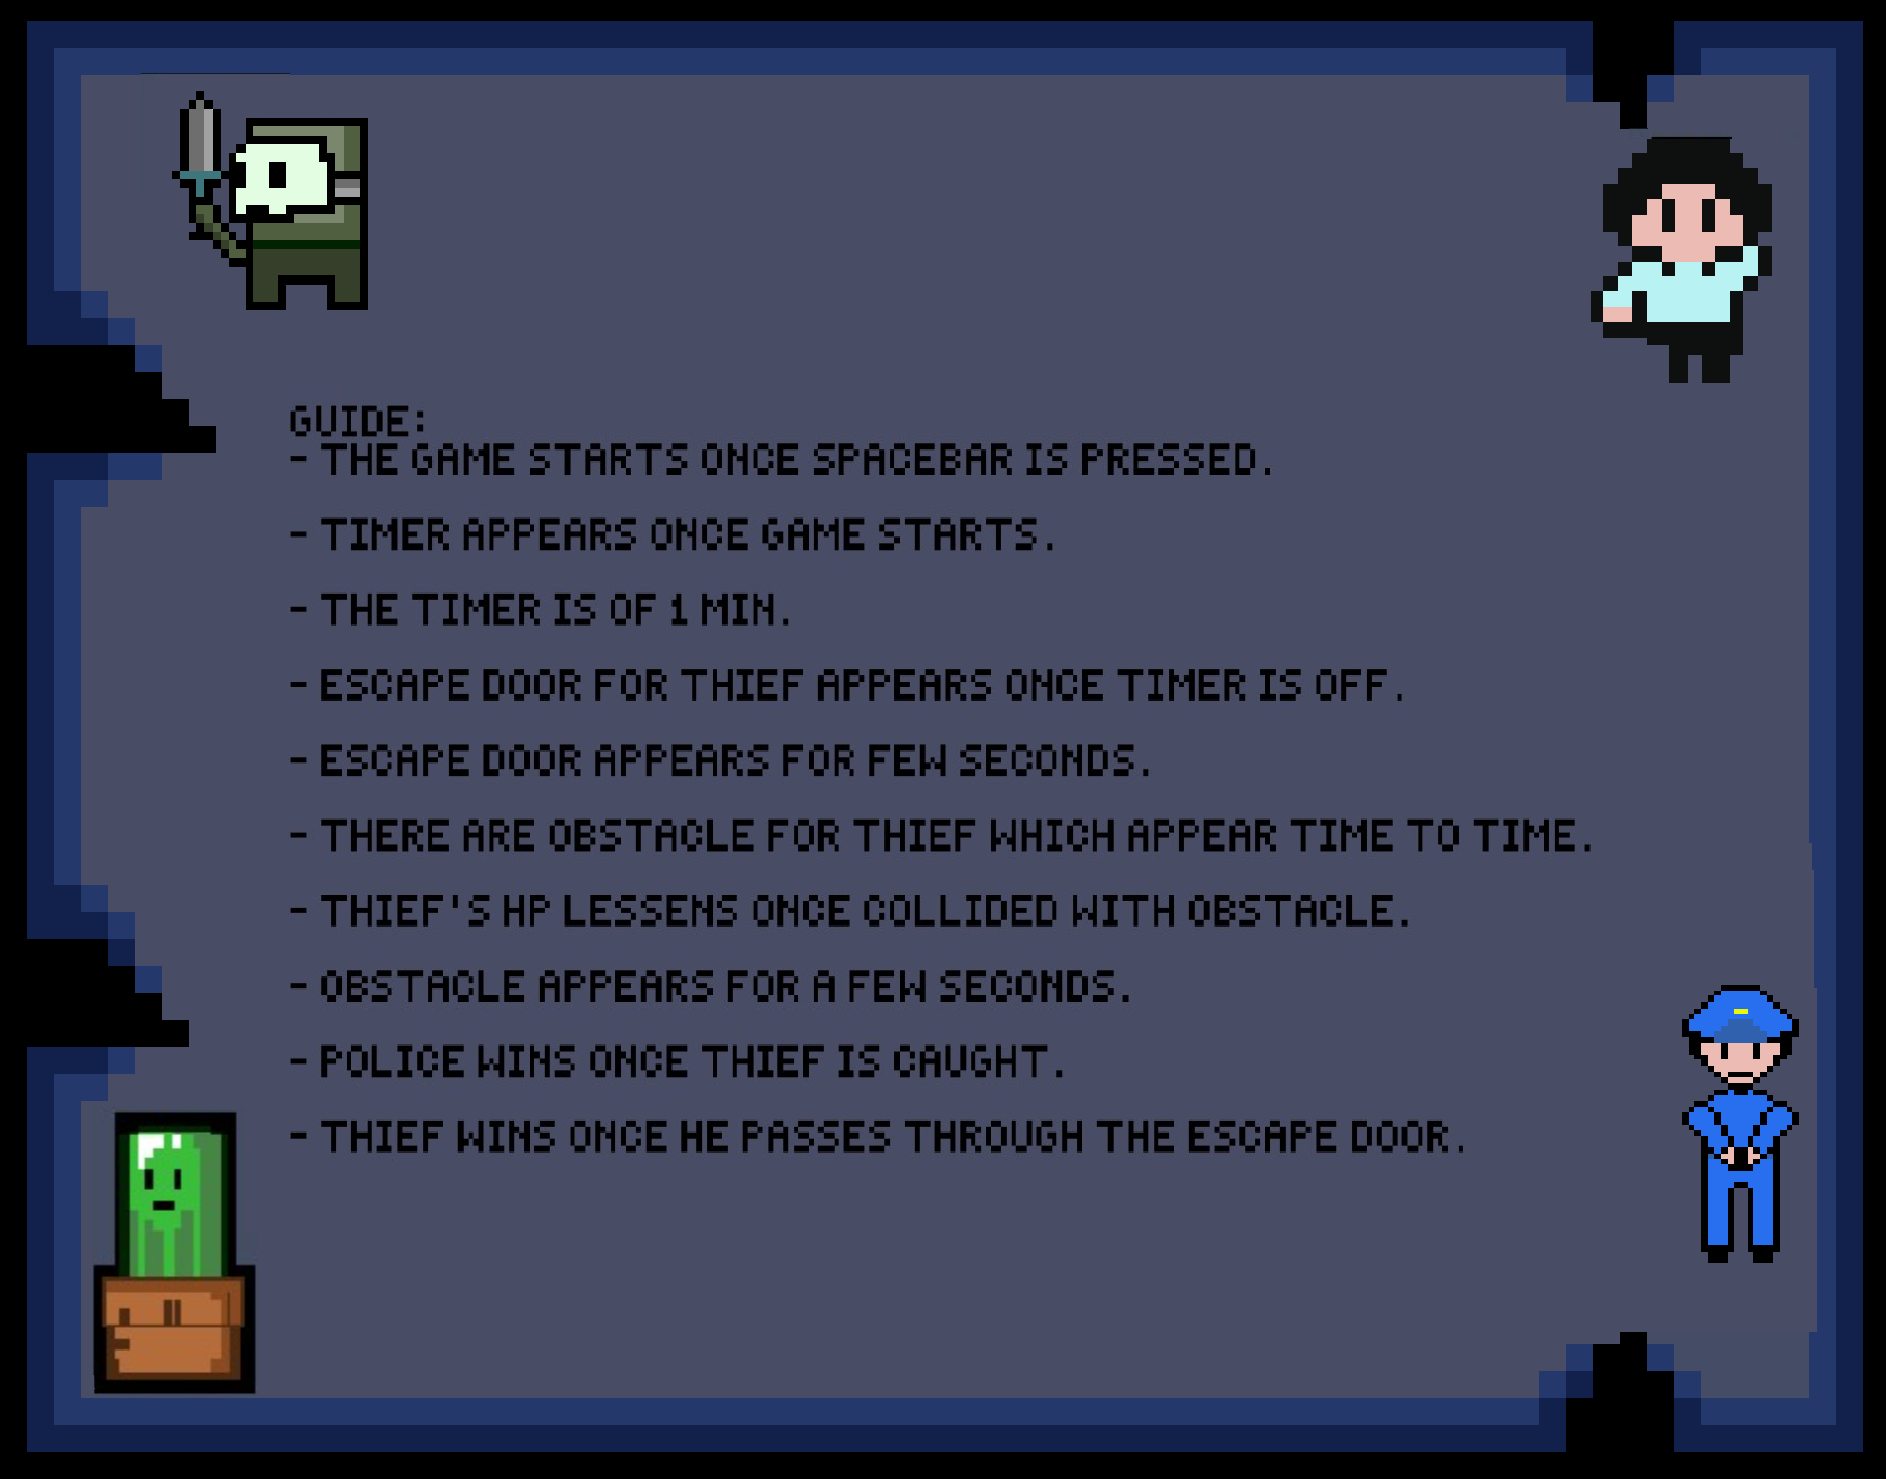 GUIDE:
- THE GAME STARTS ONCE SPACEBAR IS PRESSED.
- TIMER APPEARS ONCE GAME STARTS.
- THE TIMER IS OF 1 MIN.
- ESCAPE DOOR FOR THIEF APPEARS ONCE TIMER IS OFF.
- ESCAPE DOOR APPEARS FOR FEW SECONDS.
- THERE ARE OBSTACLE FOR THIEF WHICH APPEAR TIME TO TIME.
- THIEF'S HP LESSENS ONCE COLLIDED WITH OBSTACLE.
- OBSTACLE APPEARS FOR A FEW SECONDS.
- POLICE WINS ONCE THIEF IS CAUGHT.
- THIEF WINS ONCE HE PASSES THROUGH THE ESCAPE DOOR.